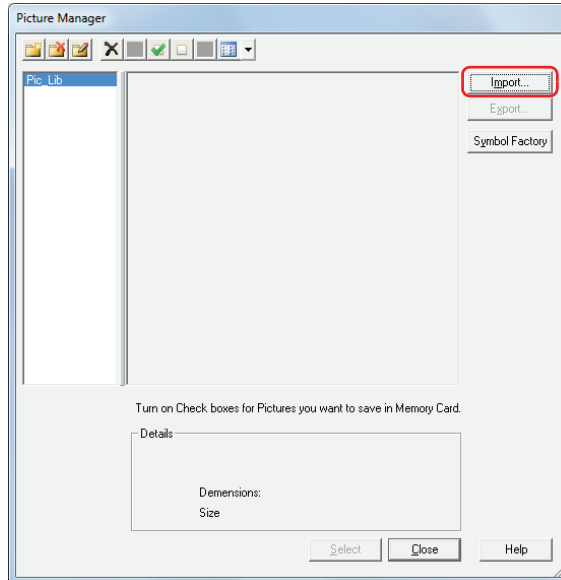 Picture Manager
Pic_Lib
Import...
Export...
Symbol Factory
Turn on Check boxes for Pictures you want to save in Memory Card.
Details
Demensions:
Size
Select
Close
Help